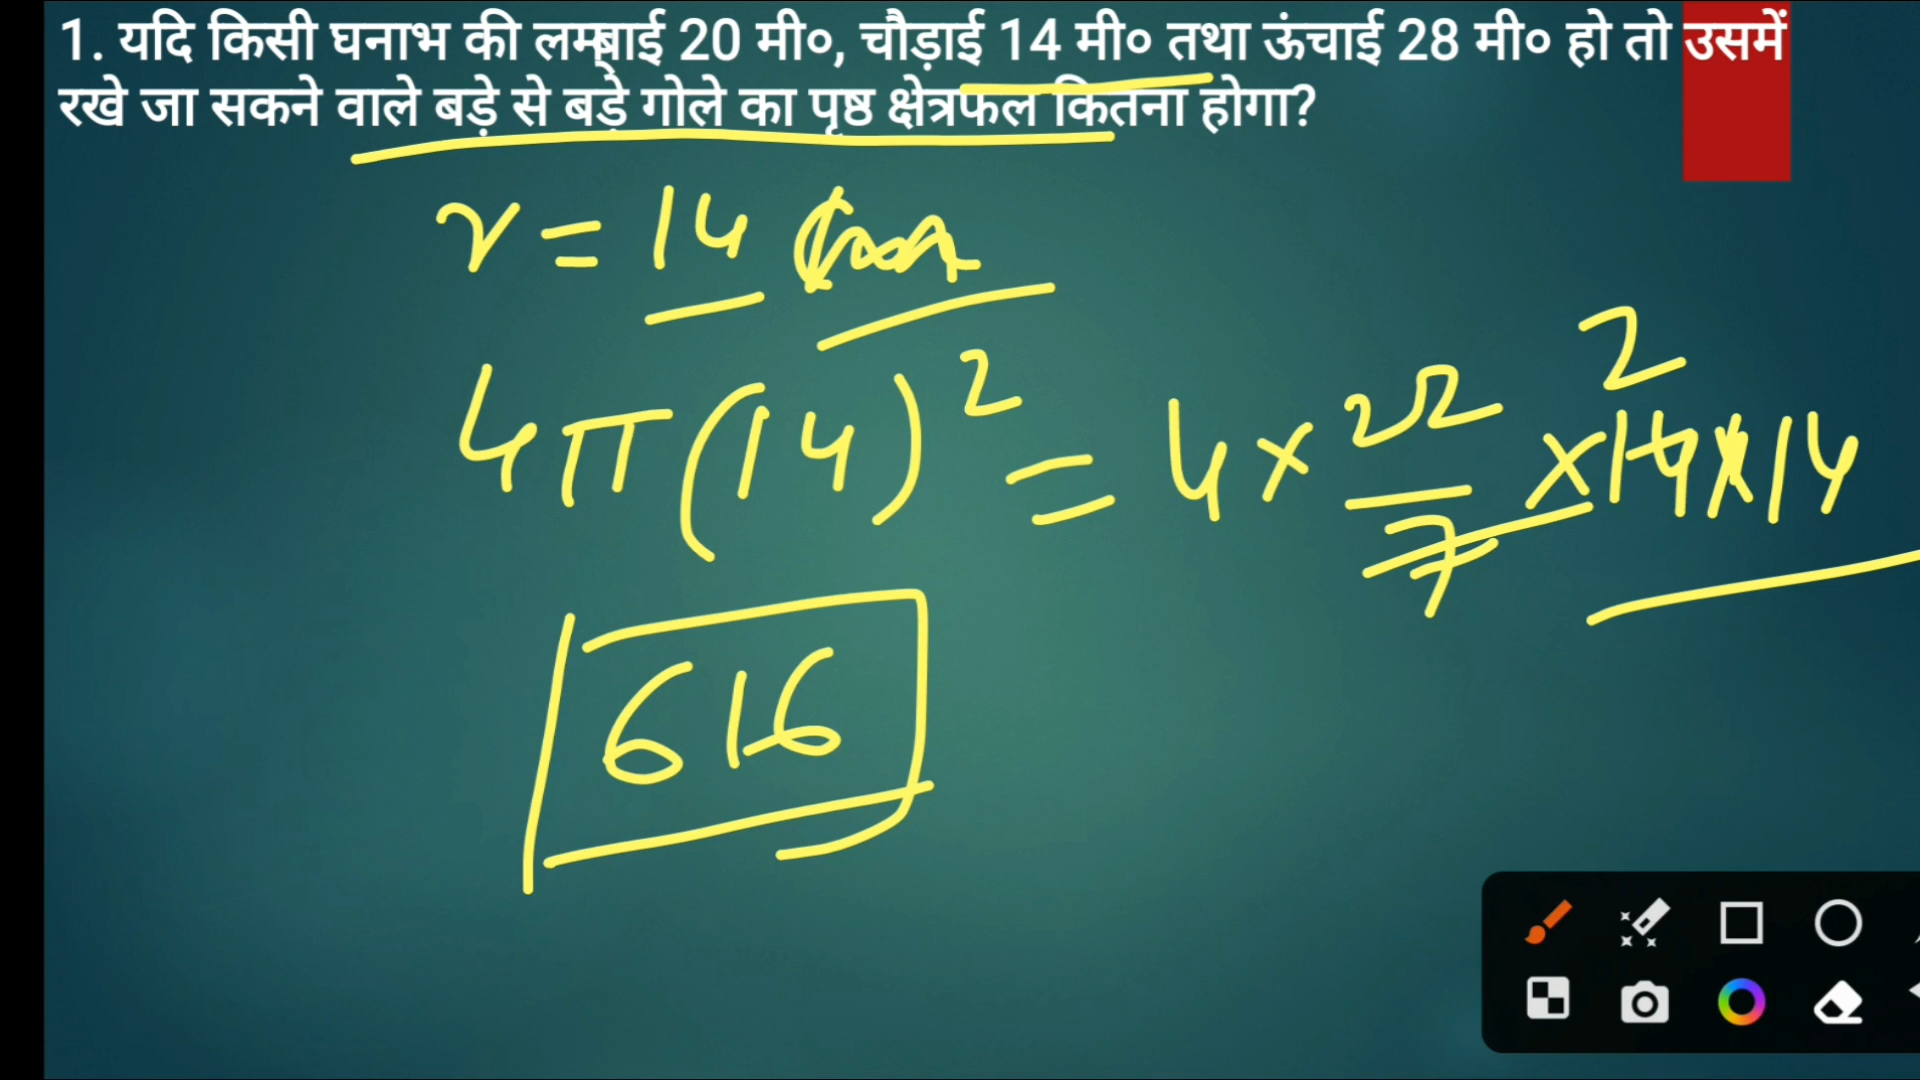 1. यदि किसी घनाभ की लम्बाई 20 मी०, चौड़ाई 14 मी० तथा ऊंचाई 28 मी० हो तो उसमें
रखे जा सकने वाले बड़े से बड़े गोले का पृष्ठ क्षेत्रफल कितना होगा?
r = 14
2
4π(14)² = 4 × 22/7 × 14 × 14
616